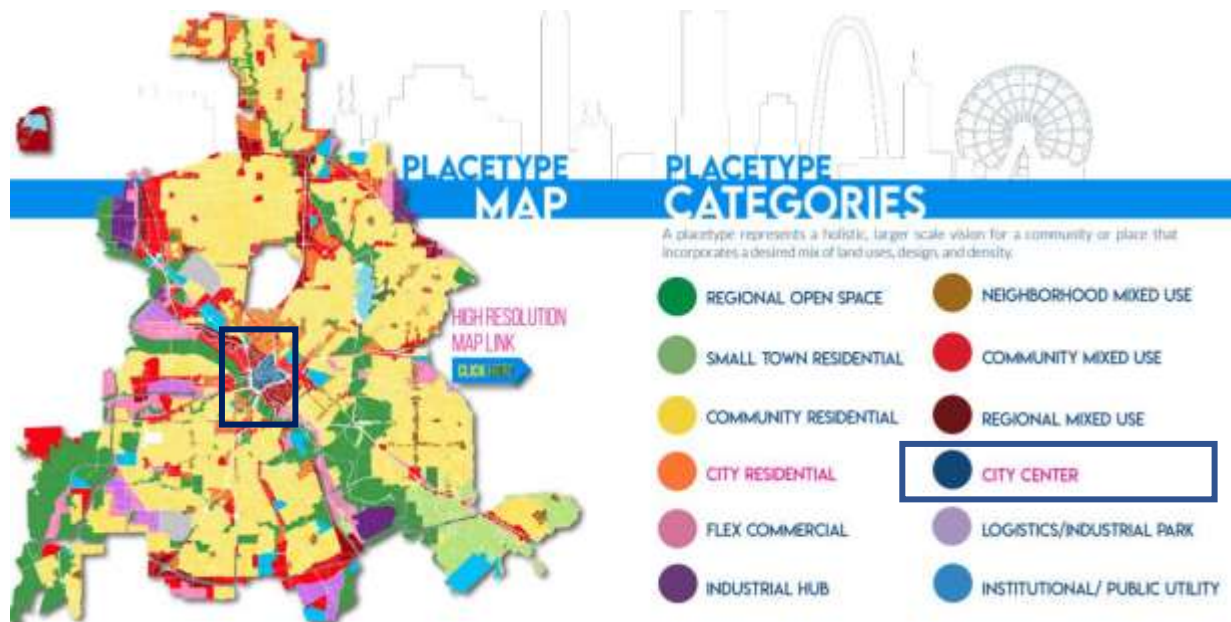 PLACETYPE
MAP
HIGH RESOLUTION
MAP LINK
CLICK HERE
PLACETYPE
CATEGORIES
A placetype represents a holistic, larger scale vision for a community or place that
incorporates a desired mix of land uses, design, and density.
REGIONAL OPEN SPACE
SMALL TOWN RESIDENTIAL
COMMUNITY RESIDENTIAL
CITY RESIDENTIAL
FLEX COMMERCIAL
INDUSTRIAL HUB
NEIGHBORHOOD MIXED USE
COMMUNITY MIXED USE
REGIONAL MIXED USE
CITY CENTER
LOGISTICS/INDUSTRIAL PARK
INSTITUTIONAL/ PUBLIC UTILITY